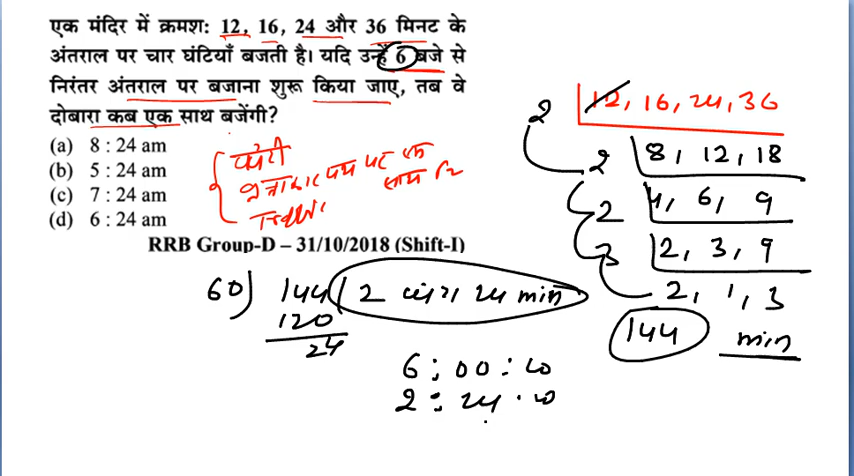 एक मंदिर में क्रमश: 12, 16, 24 और 36 मिनट के
अंतराल पर चार घंटियाँ बजती है। यदि उन्हें 6 बजे से
निरंतर अंतराल पर बजाना शुरू किया जाए, तब वे
दोबारा कब एक साथ बजेंगी?
(a) 8 : 24 am
(b) 5 : 24 am
(c) 7 : 24 am
(d) 6 : 24 am
RRB Group-D – 31/10/2018 (Shift-I)
2 12, 16, 24, 36
2 8, 12, 18
2 4, 6, 9
3 2, 3, 9
2, 1, 3
144 min
60) 144 ( 2 24 min
120
24
6 : 00 :
2 : 24